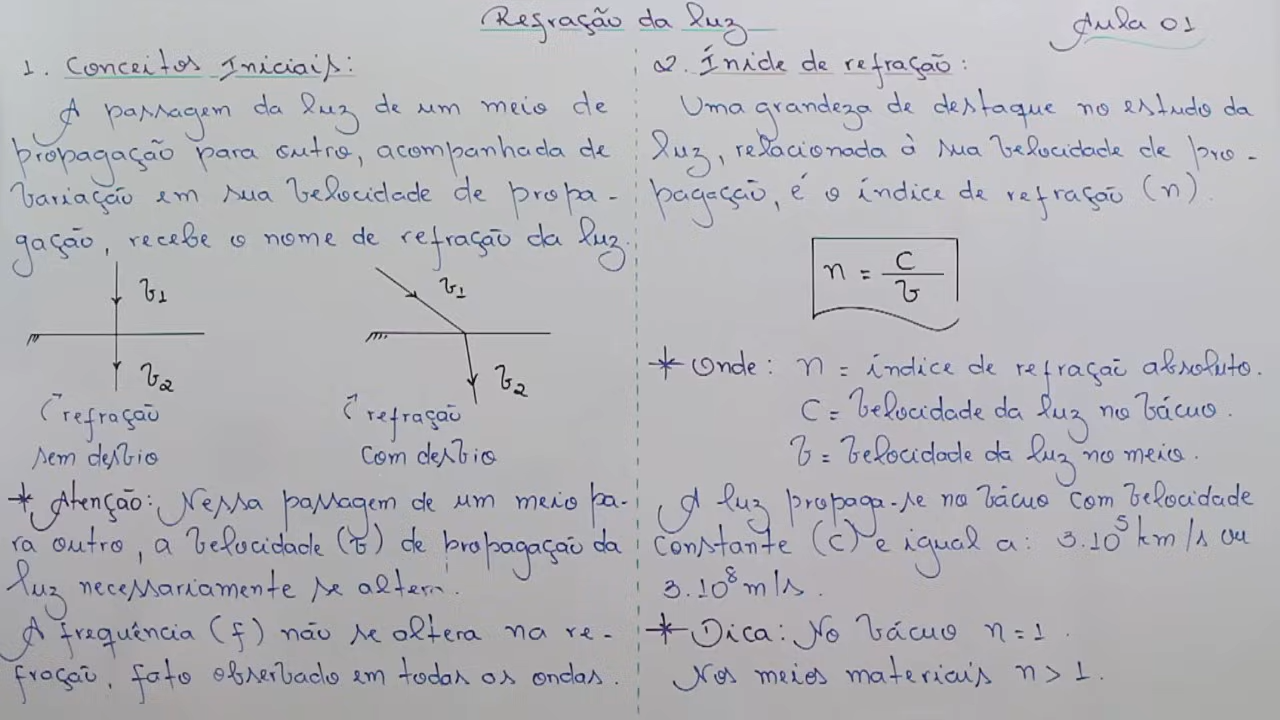 Refração da luz
Aula 01
1. Conceitos Iniciais:
A passagem da luz de um meio de
propagação para outro, acompanhada de
variação em sua velocidade de propa-
gação, recebe o nome de refração da luz.
v1
v2
refração
sem desvio
v1
v2
refração
com desvio
* Atenção: Nessa passagem de um meio pa-
ra outro, a velocidade (v) de propagação da
luz necessariamente se altera.
A frequência (f) não se altera na re-
fração, fato observado em todas as ondas.
2. Ínide de refração:
Uma grandeza de destaque no estudo da
luz, relacionada à sua velocidade de pro-
pagação, é o índice de refração (n).
n = c/v
* Onde: n = índice de refração absoluto.
c = velocidade da luz no vácuo.
v = velocidade da luz no meio.
A luz propaga-se no vácuo com velocidade
constante (c) e igual a: 3.10⁵ km/s ou
3.10⁸ m/s.
* Dica: No vácuo n = 1.
Nos meios materiais n > 1.